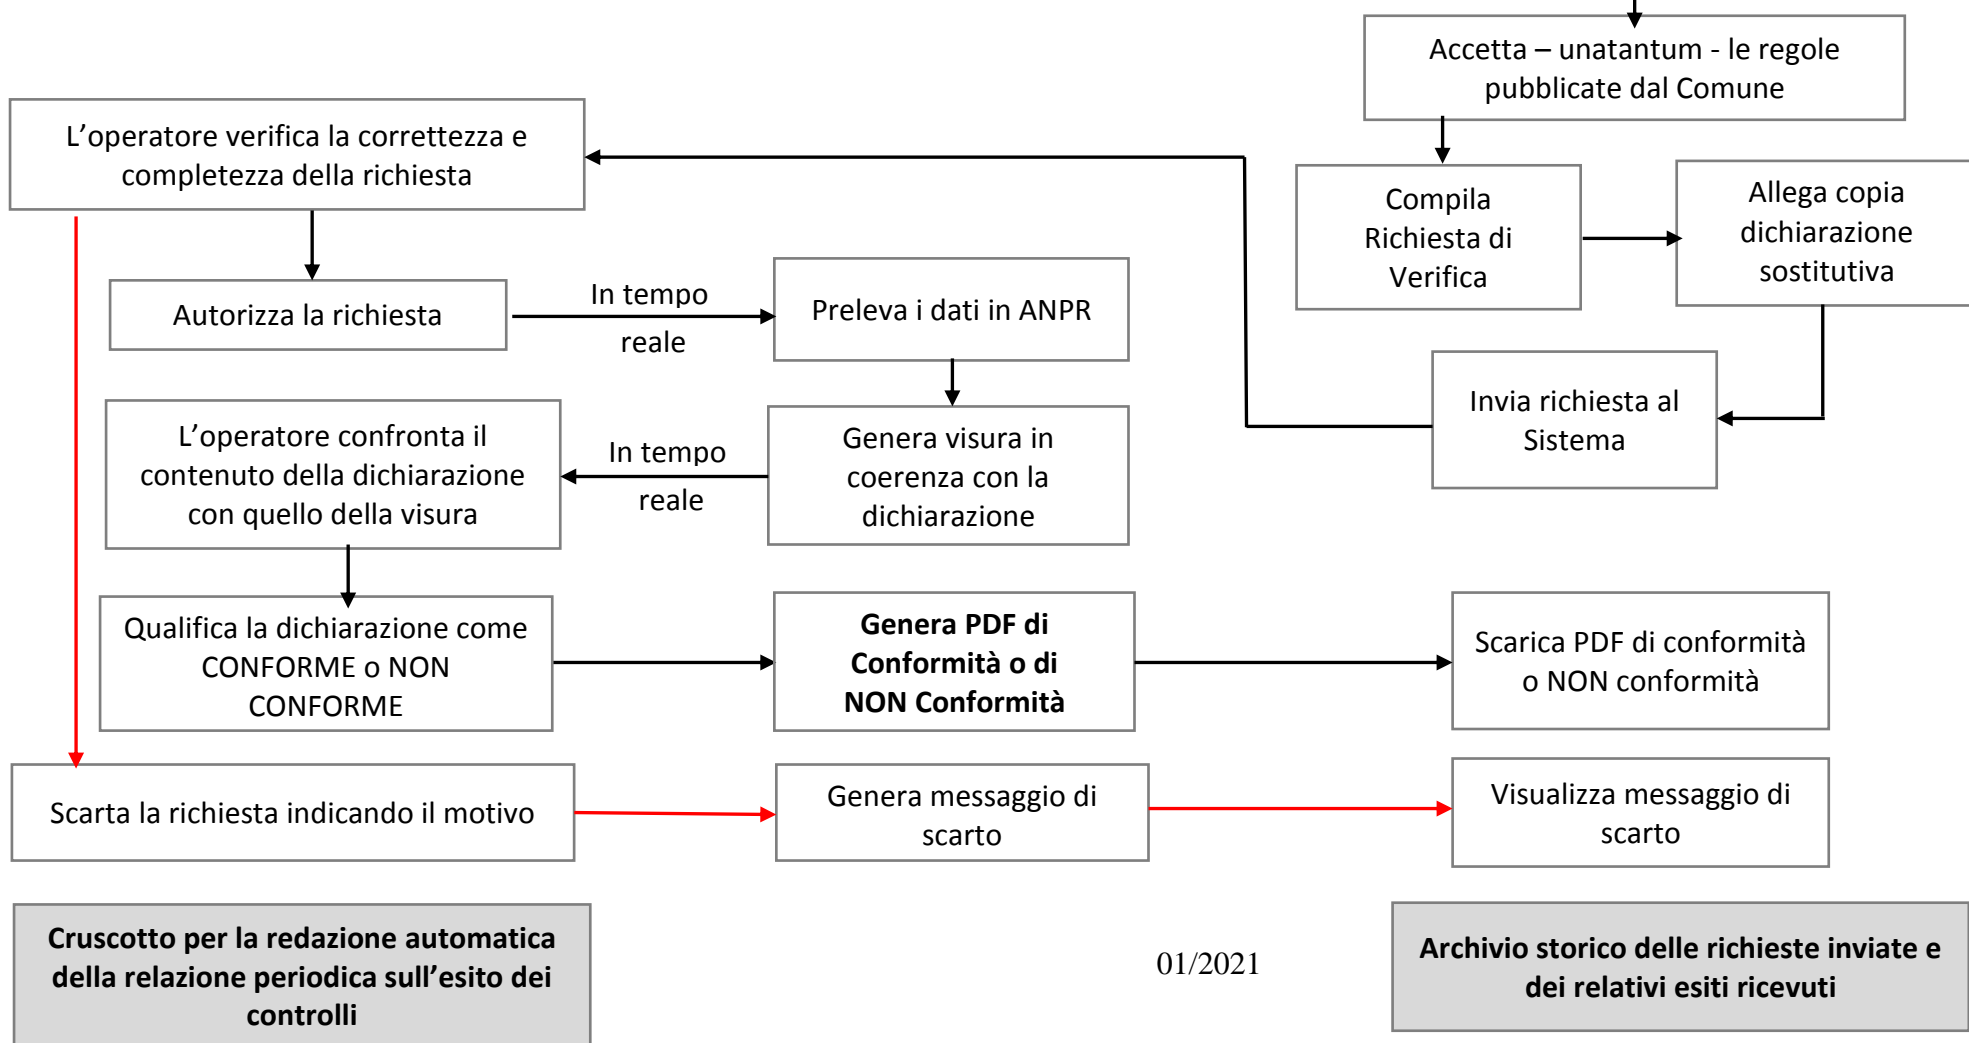 Accetta – unatantum - le regole
pubblicate dal Comune
L’operatore verifica la correttezza e
completezza della richiesta
Compila
Richiesta di
Verifica
Allega copia
dichiarazione
sostitutiva
Autorizza la richiesta
In tempo
reale
Preleva i dati in ANPR
Invia richiesta al
Sistema
L’operatore confronta il
contenuto della dichiarazione
con quello della visura
In tempo
reale
Genera visura in
coerenza con la
dichiarazione
Qualifica la dichiarazione come
CONFORME o NON
CONFORME
Genera PDF di
Conformità o di
NON Conformità
Scarica PDF di conformità
o NON conformità
Scarta la richiesta indicando il motivo
Genera messaggio di
scarto
Visualizza messaggio di
scarto
Cruscotto per la redazione automatica
della relazione periodica sull’esito dei
controlli
01/2021
Archivio storico delle richieste inviate e
dei relativi esiti ricevuti